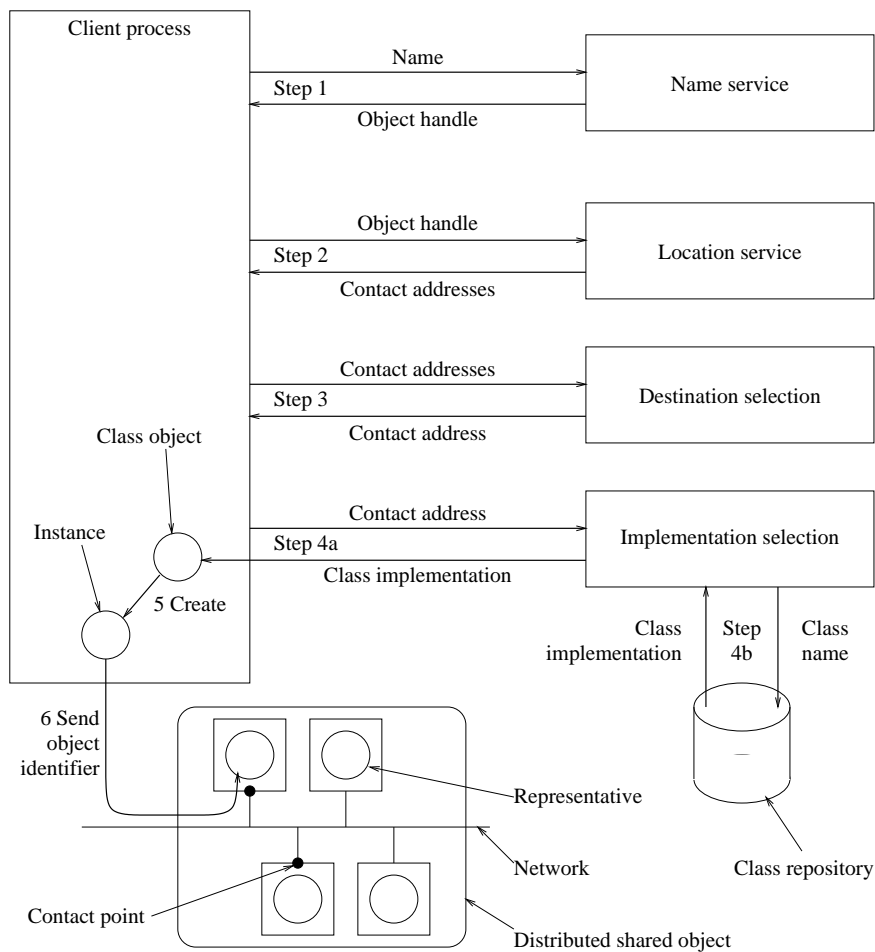 Client process
Name
Step 1
Object handle
Name service
Object handle
Step 2
Contact addresses
Location service
Contact addresses
Step 3
Contact address
Destination selection
Class object
Instance
Contact address
Step 4a
Class implementation
Implementation selection
5 Create
Class
implementation
Step
4b
Class
name
6 Send
object
identifier
Representative
Network
Class repository
Contact point
Distributed shared object